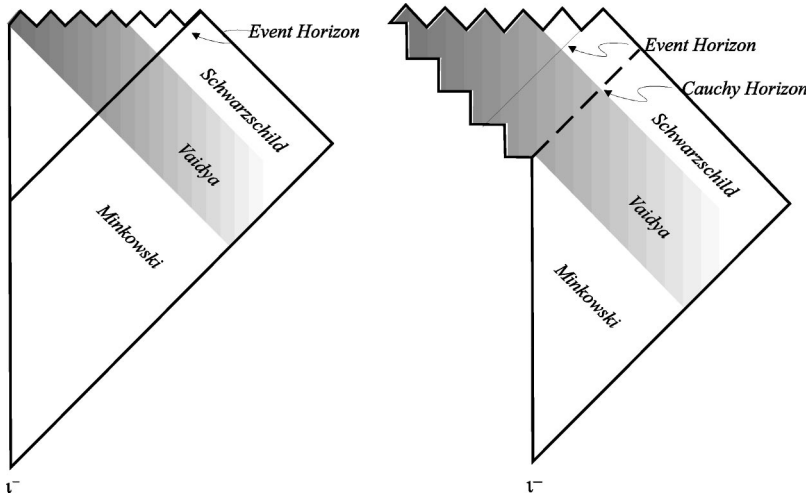 Event Horizon
Schwarzschild
Vaidya
Minkowski
ι⁻
Event Horizon
Cauchy Horizon
Schwarzschild
Vaidya
Minkowski
ι⁻